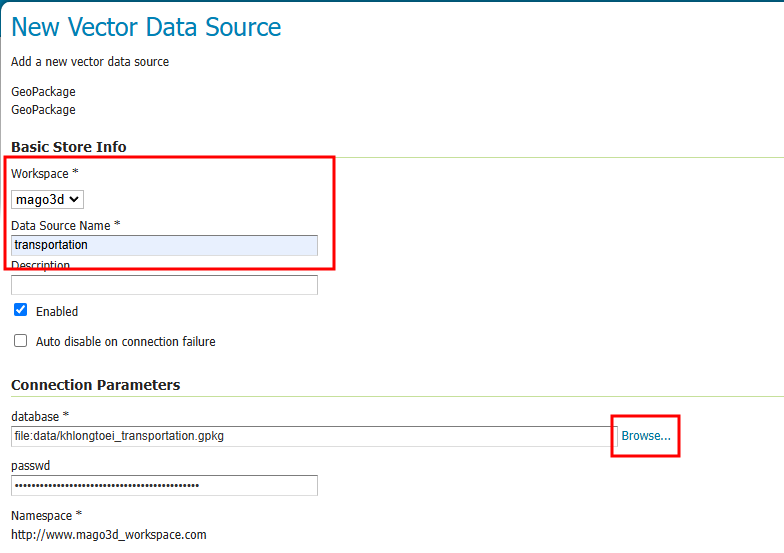 New Vector Data Source
Add a new vector data source
GeoPackage
GeoPackage
Basic Store Info
Workspace *
mago3d
Data Source Name *
transportation
Description
Enabled
Auto disable on connection failure
Connection Parameters
database *
file:data/khlongtoei_transportation.gpkg Browse...
passwd
••••••••••••••••••••••••••••••••••••••••••••
Namespace *
http://www.mago3d_workspace.com